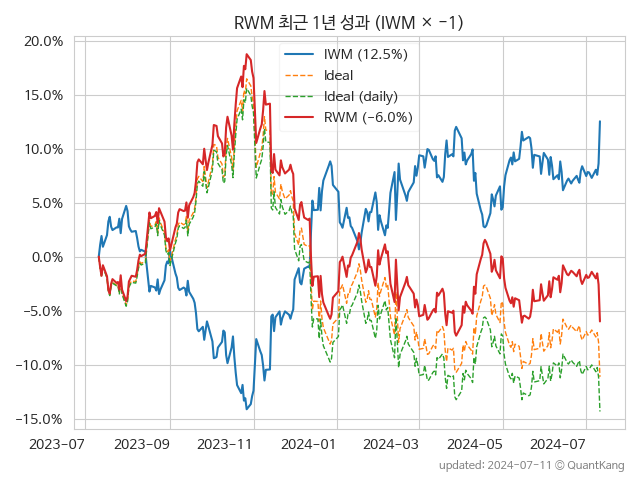 RWM 최근 1년 성과 (IWM × −1)
20.0%
15.0%
10.0%
5.0%
0.0%
−5.0%
−10.0%
−15.0%
IWM (12.5%)
Ideal
Ideal (daily)
RWM (−6.0%)
2023-07
2023-09
2023-11
2024-01
2024-03
2024-05
2024-07
updated: 2024-07-11 © QuantKang